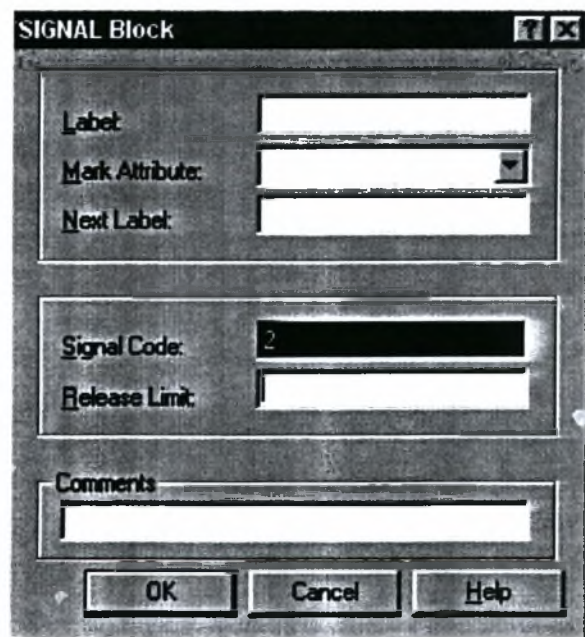 SIGNAL Block
Label:
Mark Attribute:
Next Label:
Signal Code: 2
Release Limit:
Comments
OK Cancel Help